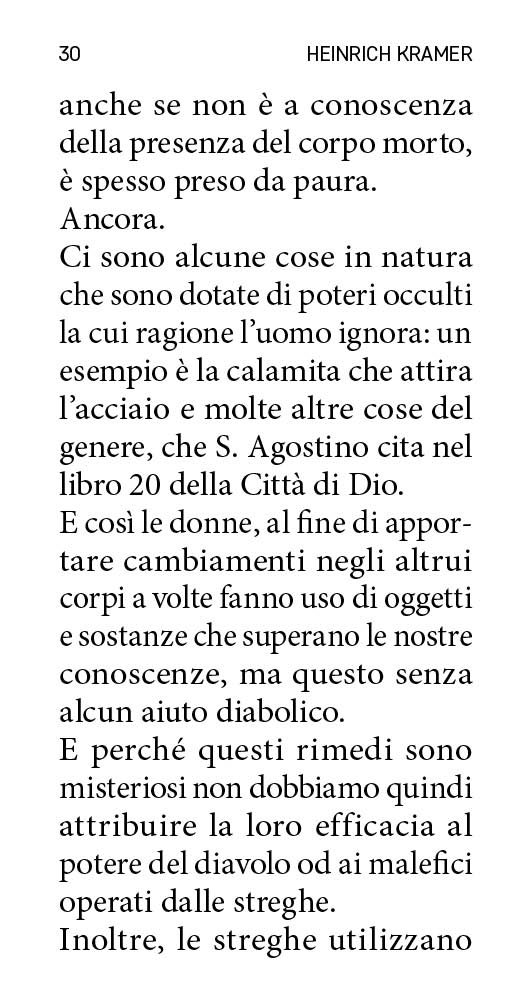 30 HEINRICH KRAMER
anche se non è a conoscenza
della presenza del corpo morto,
è spesso preso da paura.
Ancora.
Ci sono alcune cose in natura
che sono dotate di poteri occulti
la cui ragione l’uomo ignora: un
esempio è la calamita che attira
l’acciaio e molte altre cose del
genere, che S. Agostino cita nel
libro 20 della Città di Dio.
E così le donne, al fine di appor-
tare cambiamenti negli altrui
corpi a volte fanno uso di oggetti
e sostanze che superano le nostre
conoscenze, ma questo senza
alcun aiuto diabolico.
E perché questi rimedi sono
misteriosi non dobbiamo quindi
attribuire la loro efficacia al
potere del diavolo od ai malefici
operati dalle streghe.
Inoltre, le streghe utilizzano